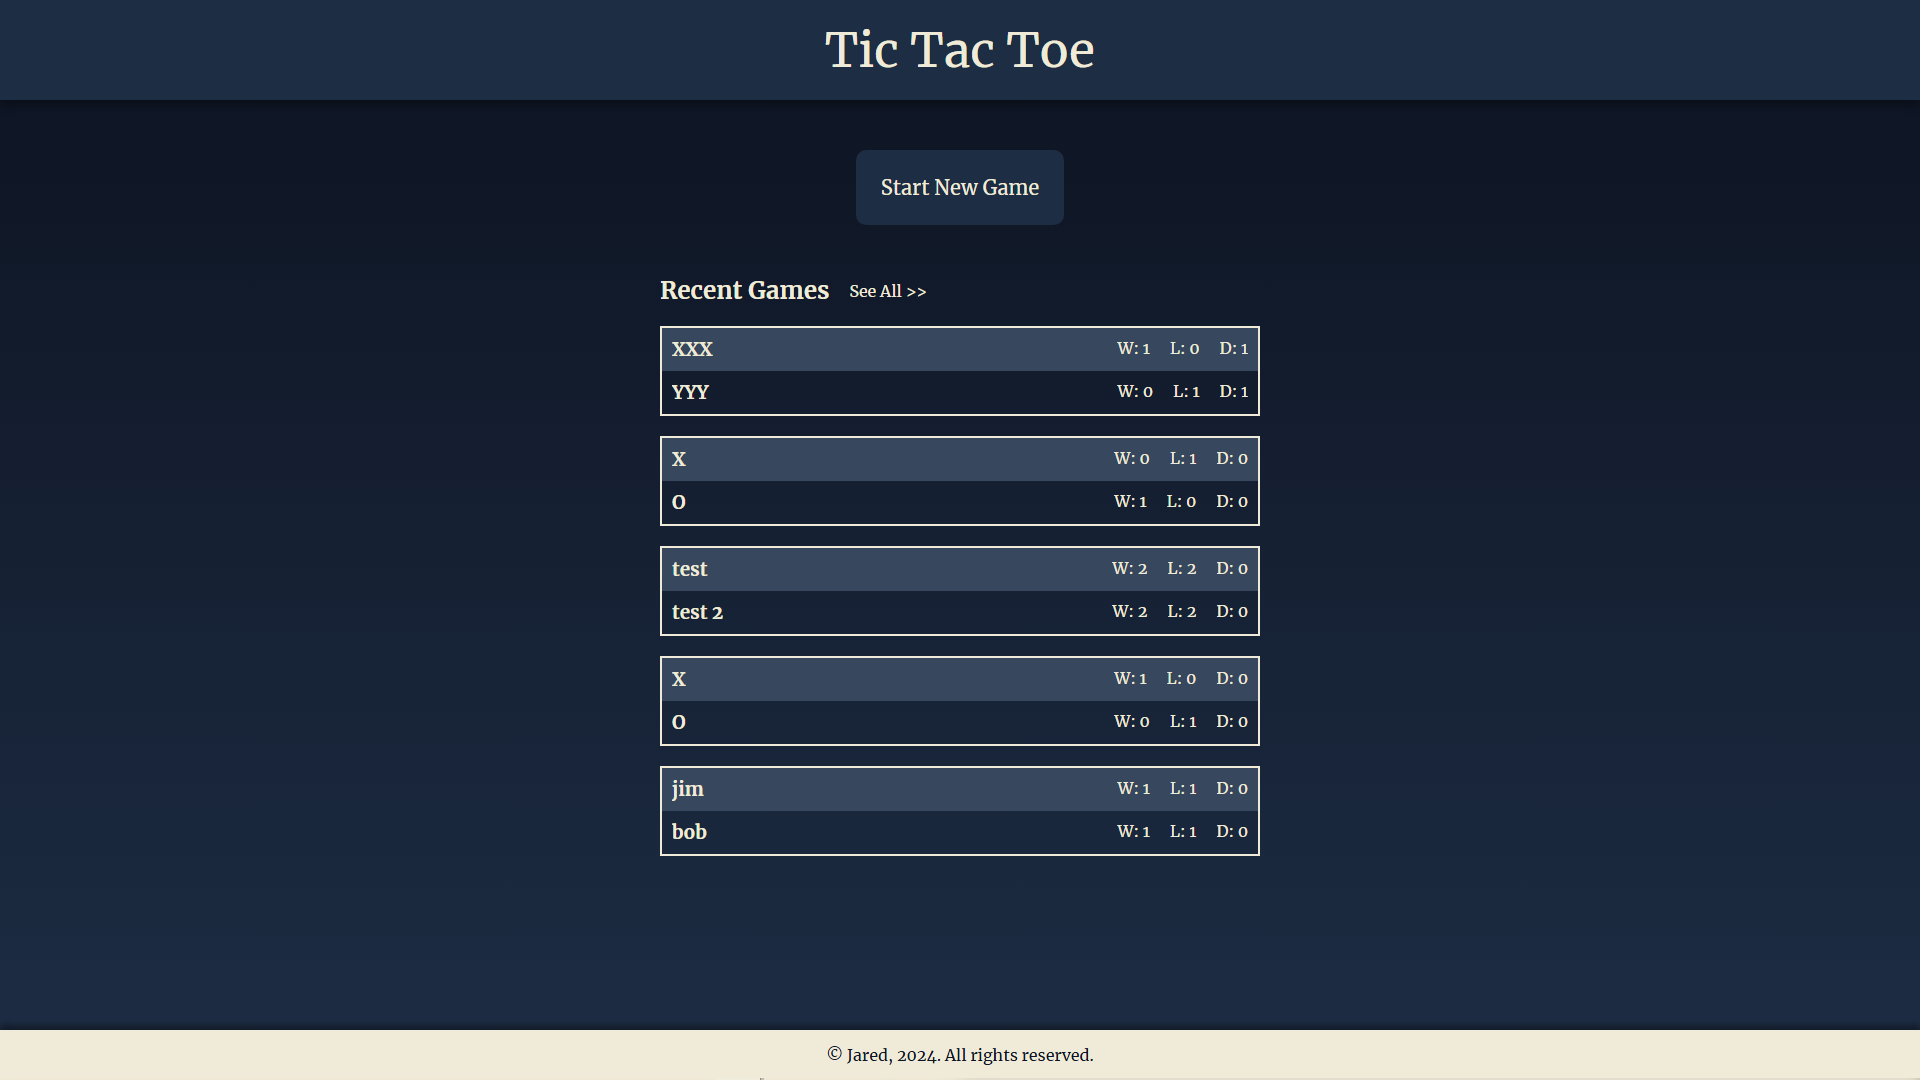 Tic Tac Toe
Start New Game
Recent Games See All >>
XXX W: 1 L: 0 D: 1
YYY W: 0 L: 1 D: 1
X W: 0 L: 1 D: 0
O W: 1 L: 0 D: 0
test W: 2 L: 2 D: 0
test 2 W: 2 L: 2 D: 0
X W: 1 L: 0 D: 0
O W: 0 L: 1 D: 0
jim W: 1 L: 1 D: 0
bob W: 1 L: 1 D: 0
© Jared, 2024. All rights reserved.